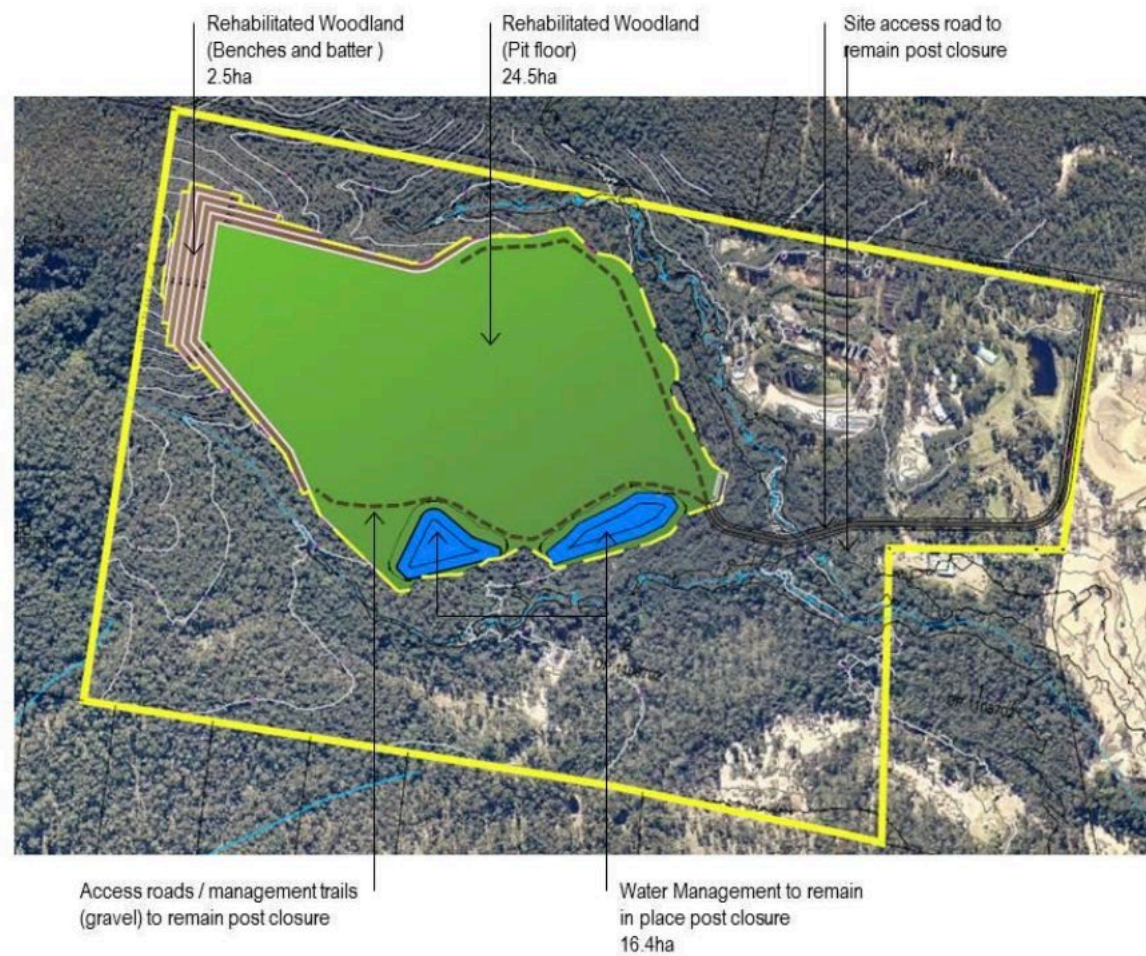 Rehabilitated Woodland
(Benches and batter )
2.5ha
Rehabilitated Woodland
(Pit floor)
24.5ha
Site access road to
remain post closure
Access roads / management trails
(gravel) to remain post closure
Water Management to remain
in place post closure
16.4ha